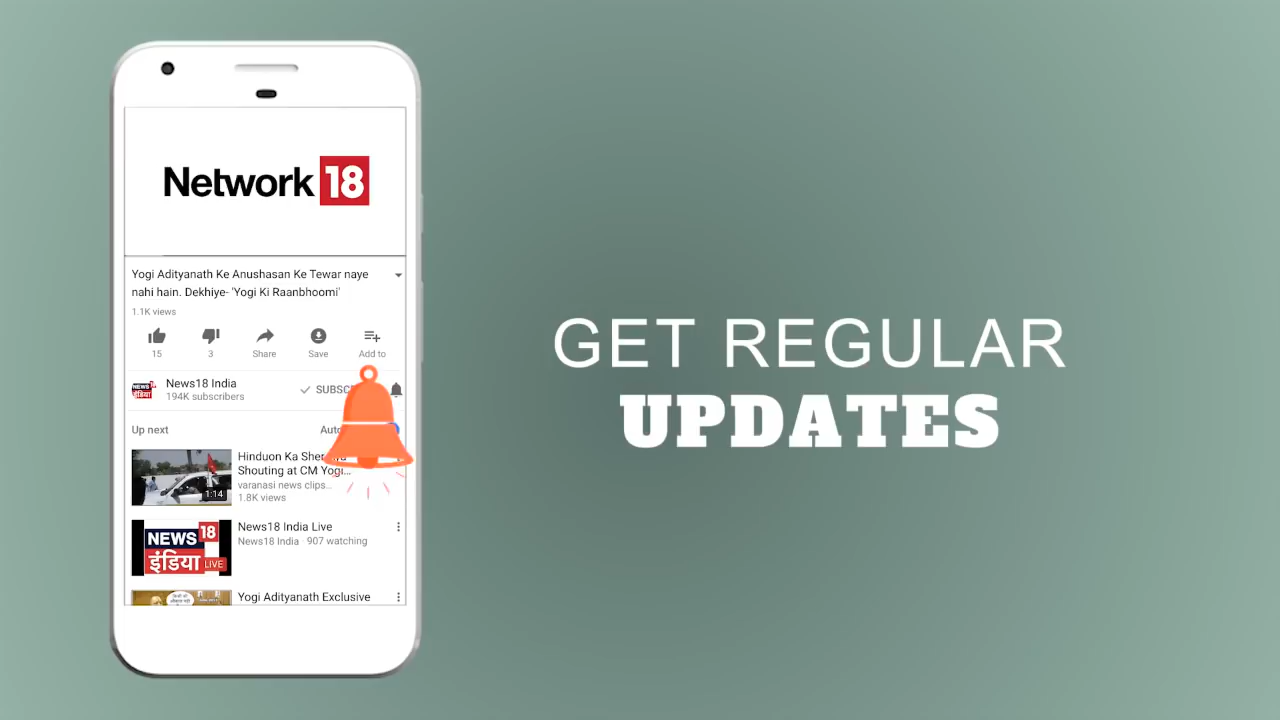 Network 18
Yogi Adityanath Ke Anushasan Ke Tewar naye
nahi hain. Dekhiye- 'Yogi Ki Raanbhoomi'
1.1K views
15
3
Share
Save
Add to
NEWS
इंडिया
News18 India
194K subscribers
Up next
Hinduon Ka
Shouting at CM Yogi...
varanasi news clips...
1.8K views
1:14
NEWS 18
इंडिया LIVE
News18 India Live
News18 India · 907 watching
Yogi Adityanath Exclusive
GET REGULAR
UPDATES